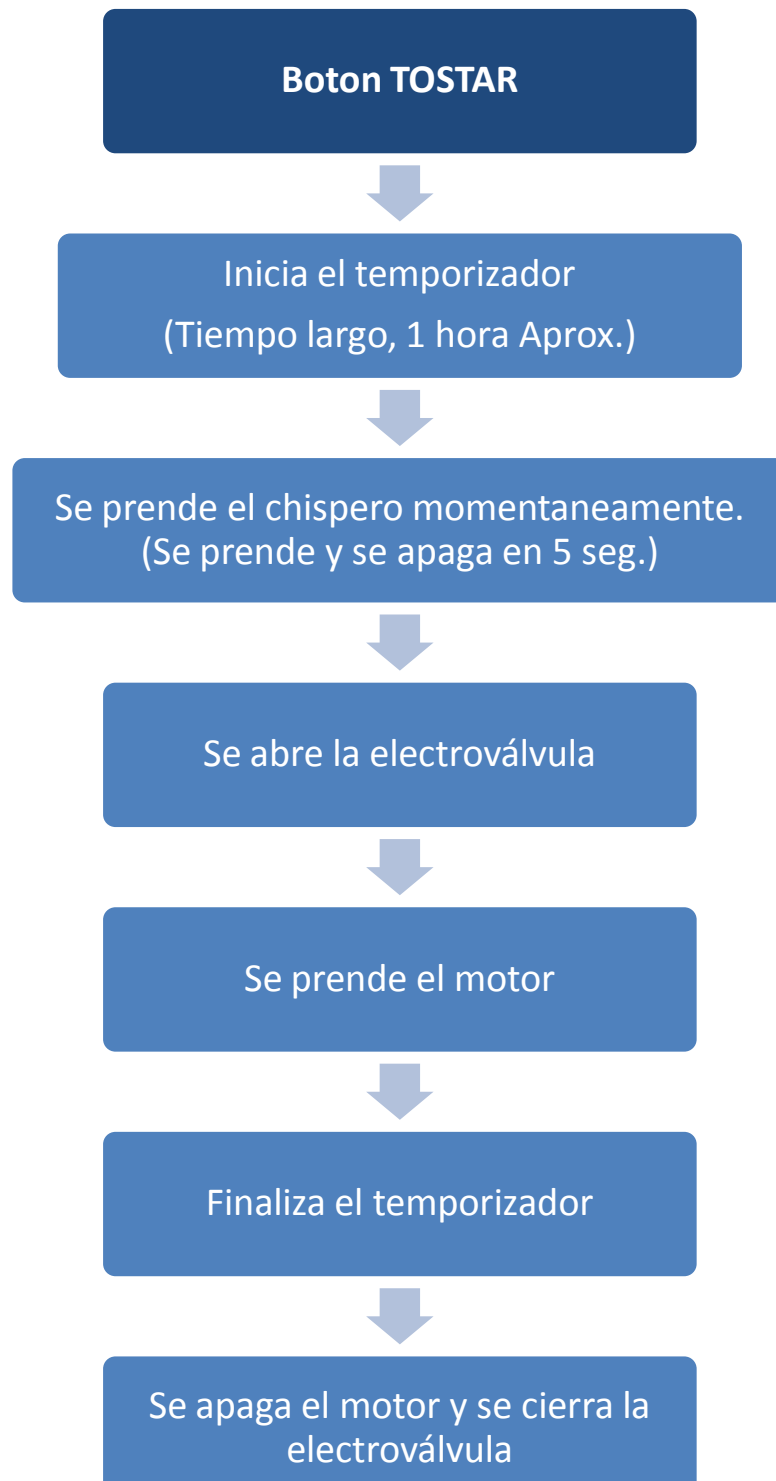 Boton TOSTAR
Inicia el temporizador
(Tiempo largo, 1 hora Aprox.)
Se prende el chispero momentaneamente.
(Se prende y se apaga en 5 seg.)
Se abre la electroválvula
Se prende el motor
Finaliza el temporizador
Se apaga el motor y se cierra la
electroválvula